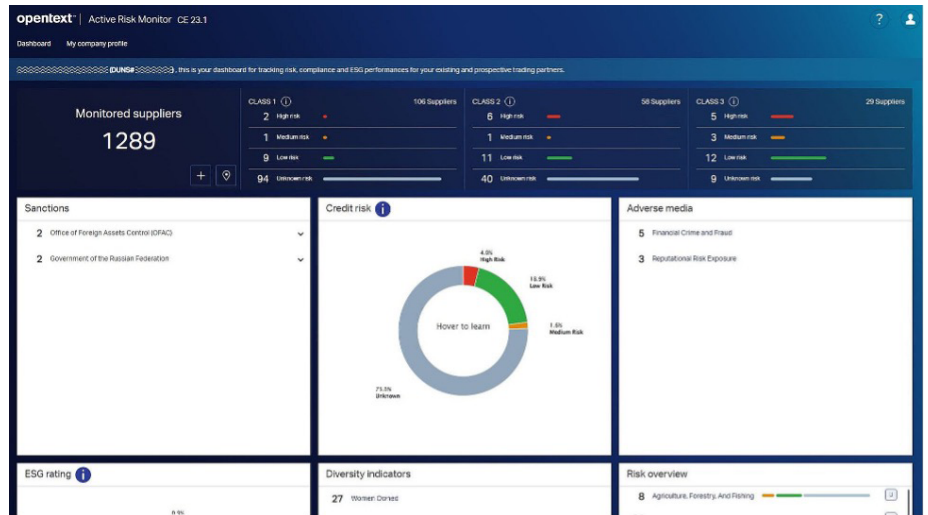 opentext™ | Active Risk Monitor CE 23.1
?
Dashboard My company profile
(DUNS# ), this is your dashboard for tracking risk, compliance and ESG performances for your existing and prospective trading partners.
Monitored suppliers
1289
+
CLASS 1 i 106 Suppliers
2 High risk
1 Medium risk
9 Low risk
94 Unknown risk
CLASS 2 i 58 Suppliers
6 High risk
1 Medium risk
11 Low risk
40 Unknown risk
CLASS 3 i 29 Suppliers
5 High risk
3 Medium risk
12 Low risk
9 Unknown risk
Sanctions
2 Office of Foreign Assets Control (OFAC)
2 Government of the Russian Federation
Credit risk i
4.0%
High Risk
Low Risk
1.6%
Medium Risk
Hover to learn
Unknown
Adverse media
5 Financial Crime and Fraud
3 Reputational Risk Exposure
ESG rating i
Diversity indicators
27 Women Owned
Risk overview
8 Agriculture, Forestry, And Fishing